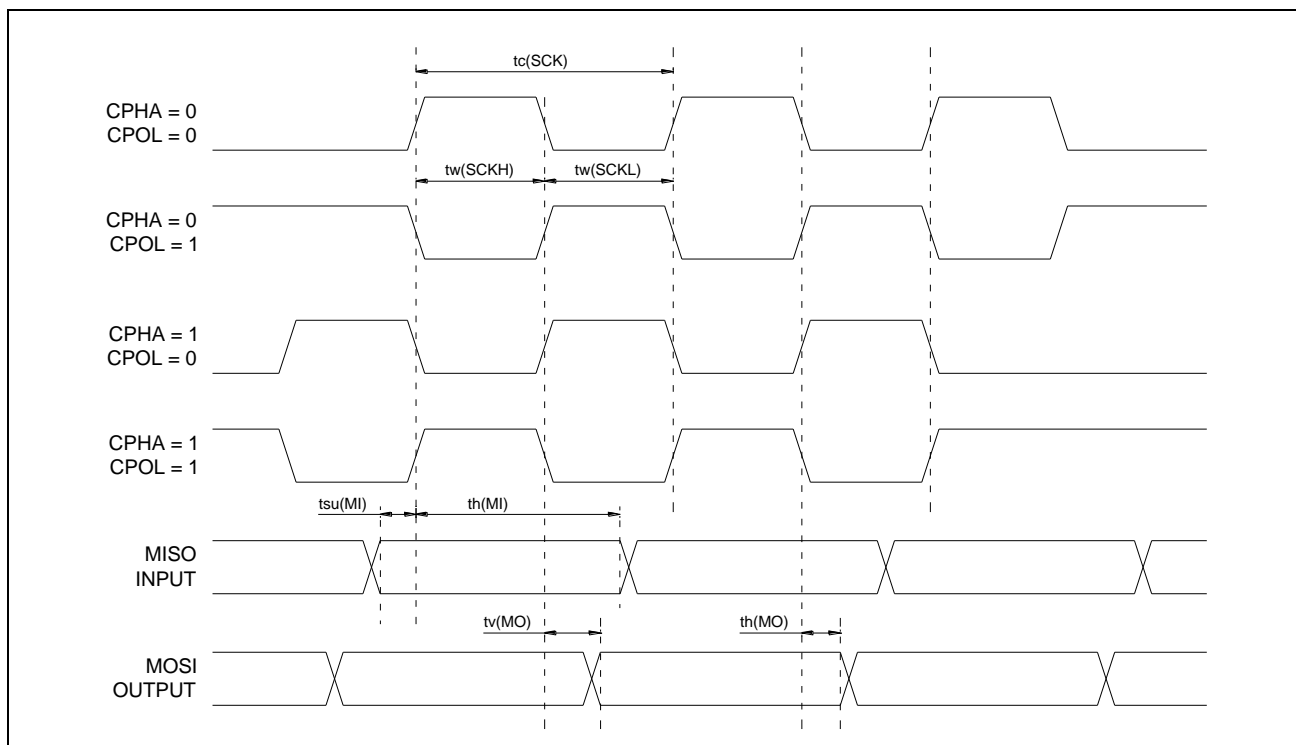 tc(SCK)
CPHA = 0
CPOL = 0
tw(SCKH)
tw(SCKL)
CPHA = 0
CPOL = 1
CPHA = 1
CPOL = 0
CPHA = 1
CPOL = 1
tsu(MI)
th(MI)
MISO
INPUT
tv(MO)
th(MO)
MOSI
OUTPUT